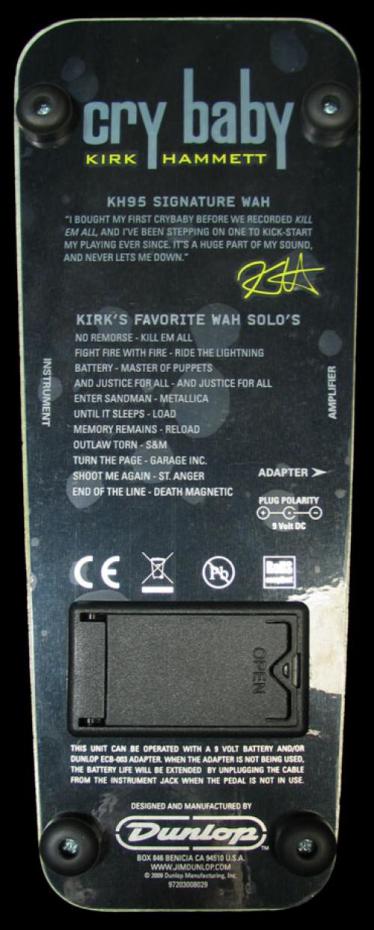 cry baby
KIRK HAMMETT
KH95 SIGNATURE WAH
"I BOUGHT MY FIRST CRYBABY BEFORE WE RECORDED KILL
EM ALL, AND I'VE BEEN STEPPING ON ONE TO KICK-START
MY PLAYING EVER SINCE. IT'S A HUGE PART OF MY SOUND,
AND NEVER LETS ME DOWN."
KIRK'S FAVORITE WAH SOLO'S
NO REMORSE - KILL EM ALL
FIGHT FIRE WITH FIRE - RIDE THE LIGHTNING
BATTERY - MASTER OF PUPPETS
AND JUSTICE FOR ALL - AND JUSTICE FOR ALL
ENTER SANDMAN - METALLICA
UNTIL IT SLEEPS - LOAD
MEMORY REMAINS - RELOAD
OUTLAW TORN - S&M
TURN THE PAGE - GARAGE INC.
SHOOT ME AGAIN - ST. ANGER
END OF THE LINE - DEATH MAGNETIC
INSTRUMENT
AMPLIFIER
ADAPTER
PLUG POLARITY
+ - -
9 Volt DC
CE
Pb
RoHS
compliant
OPEN
THIS UNIT CAN BE OPERATED WITH A 9 VOLT BATTERY AND/OR
DUNLOP ECB-003 ADAPTER. WHEN THE ADAPTER IS NOT BEING USED,
THE BATTERY LIFE WILL BE EXTENDED BY UNPLUGGING THE CABLE
FROM THE INSTRUMENT JACK WHEN THE PEDAL IS NOT IN USE.
DESIGNED AND MANUFACTURED BY
Dunlop™
BOX 846 BENICIA CA 94510 U.S.A.
WWW.JIMDUNLOP.COM
© 2009 Dunlop Manufacturing, Inc.
97203008029